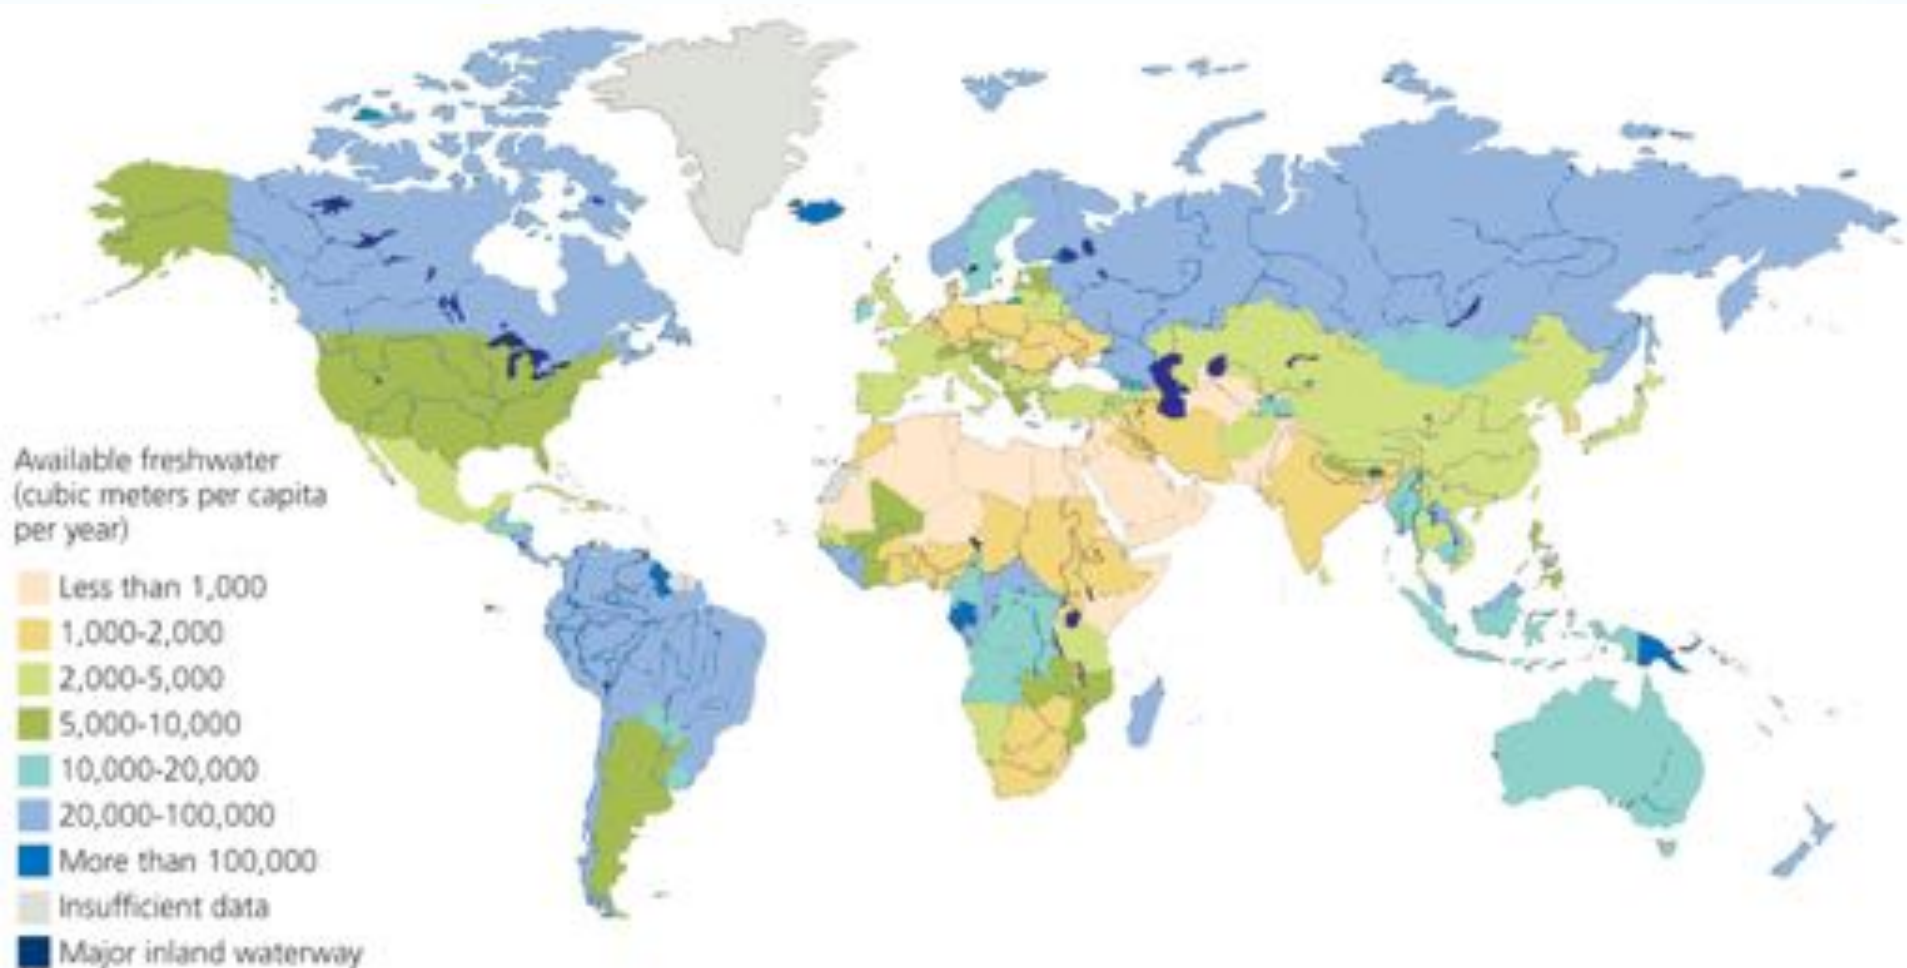 Available freshwater
(cubic meters per capita
per year)
Less than 1,000
1,000-2,000
2,000-5,000
5,000-10,000
10,000-20,000
20,000-100,000
More than 100,000
Insufficient data
Major inland waterway